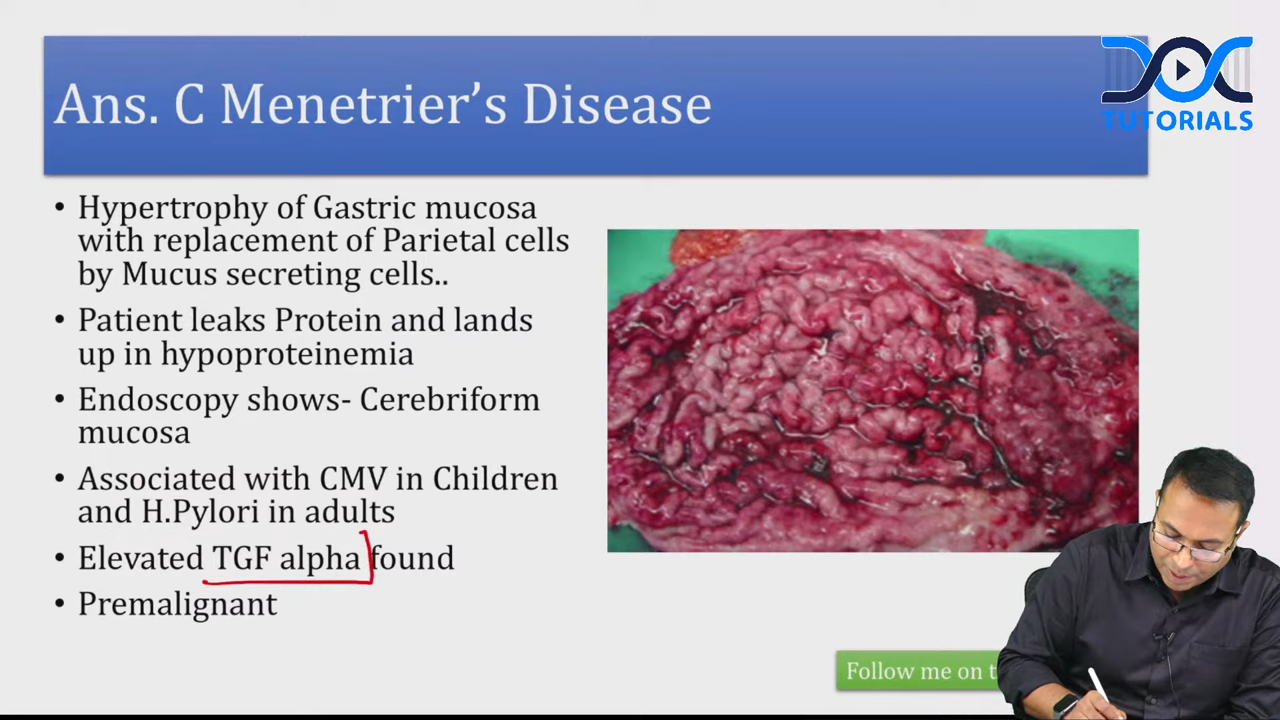 Ans. C Menetrier’s Disease
TUTORIALS
• Hypertrophy of Gastric mucosa
with replacement of Parietal cells
by Mucus secreting cells..
• Patient leaks Protein and lands
up in hypoproteinemia
• Endoscopy shows- Cerebriform
mucosa
• Associated with CMV in Children
and H.Pylori in adults
• Elevated TGF alpha found
• Premalignant
Follow me on